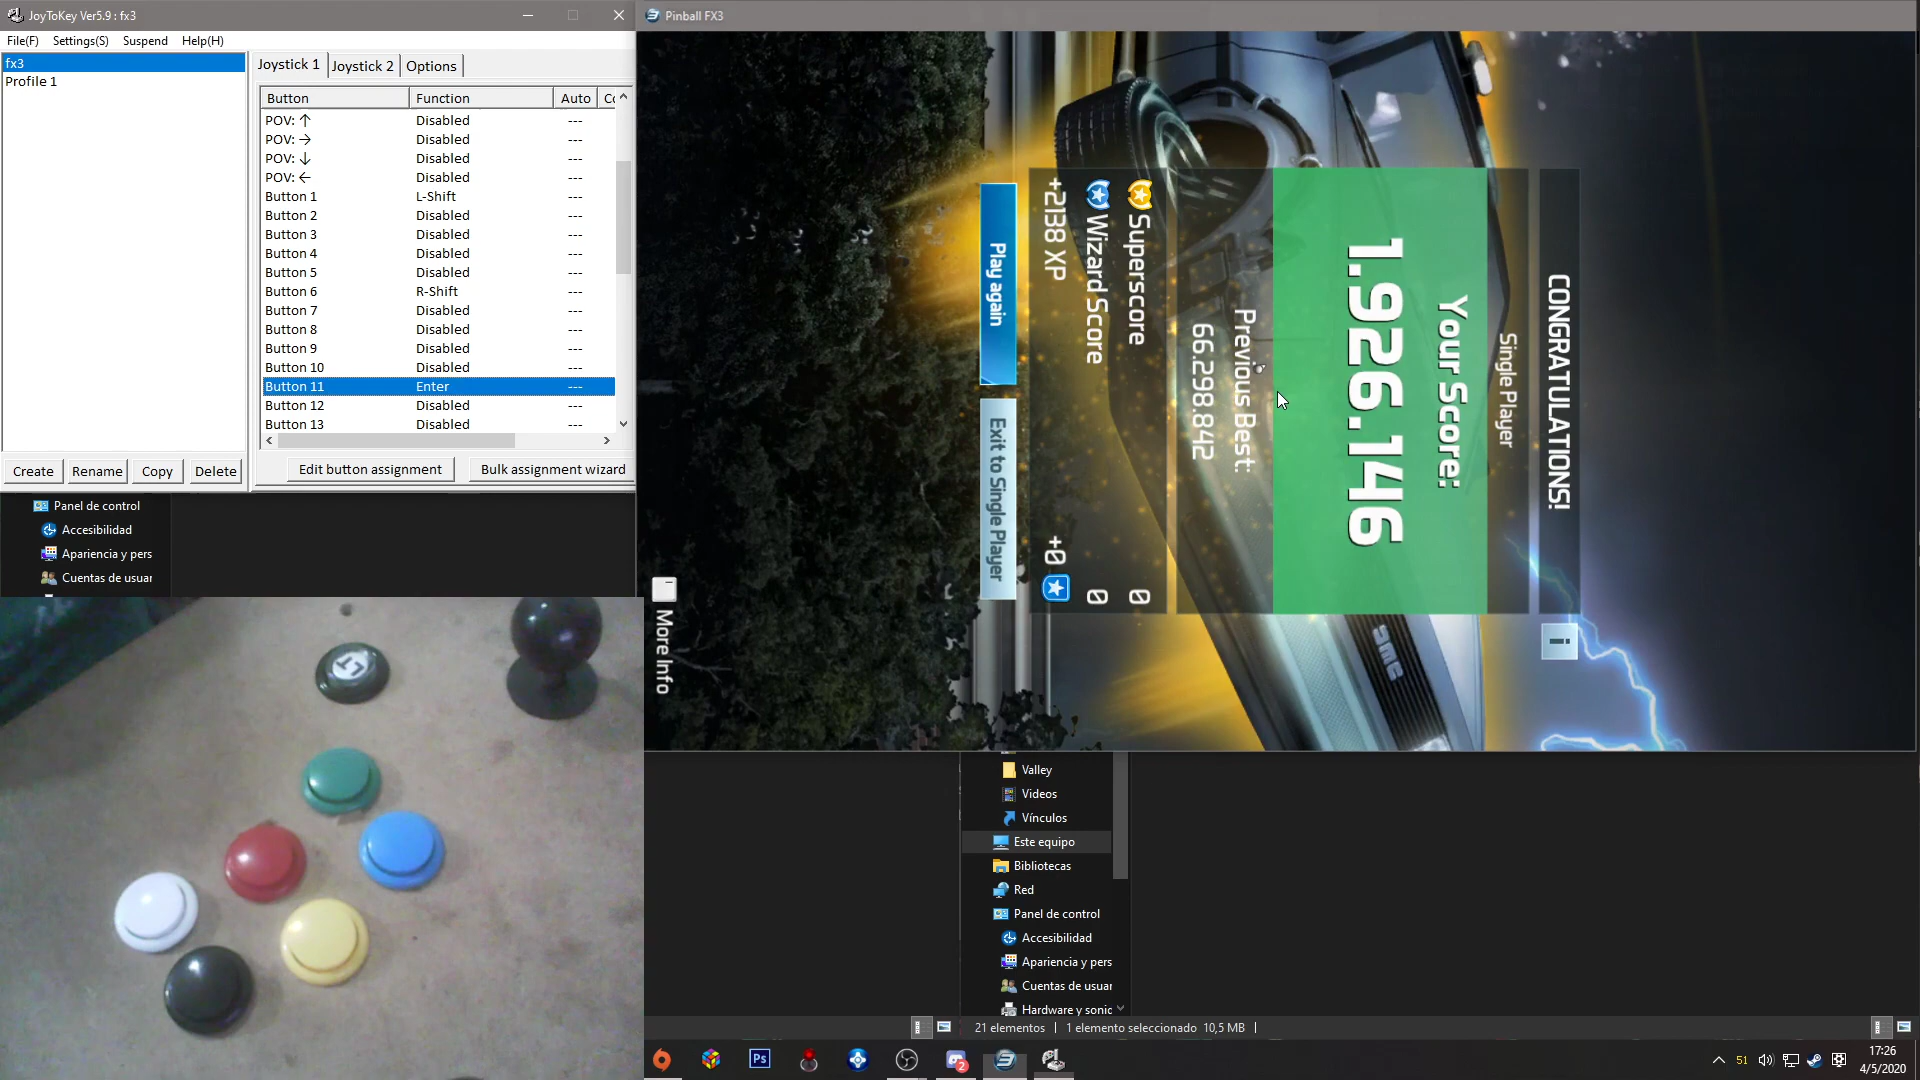 JoyToKey Ver5.9 : fx3
File(F) Settings(S) Suspend Help(H)
fx3
Profile 1
Joystick 1 Joystick 2 Options
Button Function Auto
POV: ↑ Disabled ---
POV: → Disabled ---
POV: ↓ Disabled ---
POV: ← Disabled ---
Button 1 L-Shift ---
Button 2 Disabled ---
Button 3 Disabled ---
Button 4 Disabled ---
Button 5 Disabled ---
Button 6 R-Shift ---
Button 7 Disabled ---
Button 8 Disabled ---
Button 9 Disabled ---
Button 10 Disabled ---
Button 11 Enter ---
Button 12 Disabled ---
Button 13 Disabled ---
Create Rename Copy Delete
Edit button assignment Bulk assignment wizard
Panel de control
Accesibilidad
Apariencia y pers
Cuentas de usuar
LT
Pinball FX3
CONGRATULATIONS!
Single Player
Your Score:
1.926.146
Previous Best:
66.298.842
Superscore 0
Wizard Score 0
+2138 XP +0
Play again Exit to Single Player
More Info
i
GMC
Valley
Videos
Vínculos
Este equipo
Bibliotecas
Red
Panel de control
Accesibilidad
Apariencia y pers
Cuentas de usuar
Hardware y sonic
21 elementos 1 elemento seleccionado 10,5 MB
Ps
2
51
17:26
4/5/2020